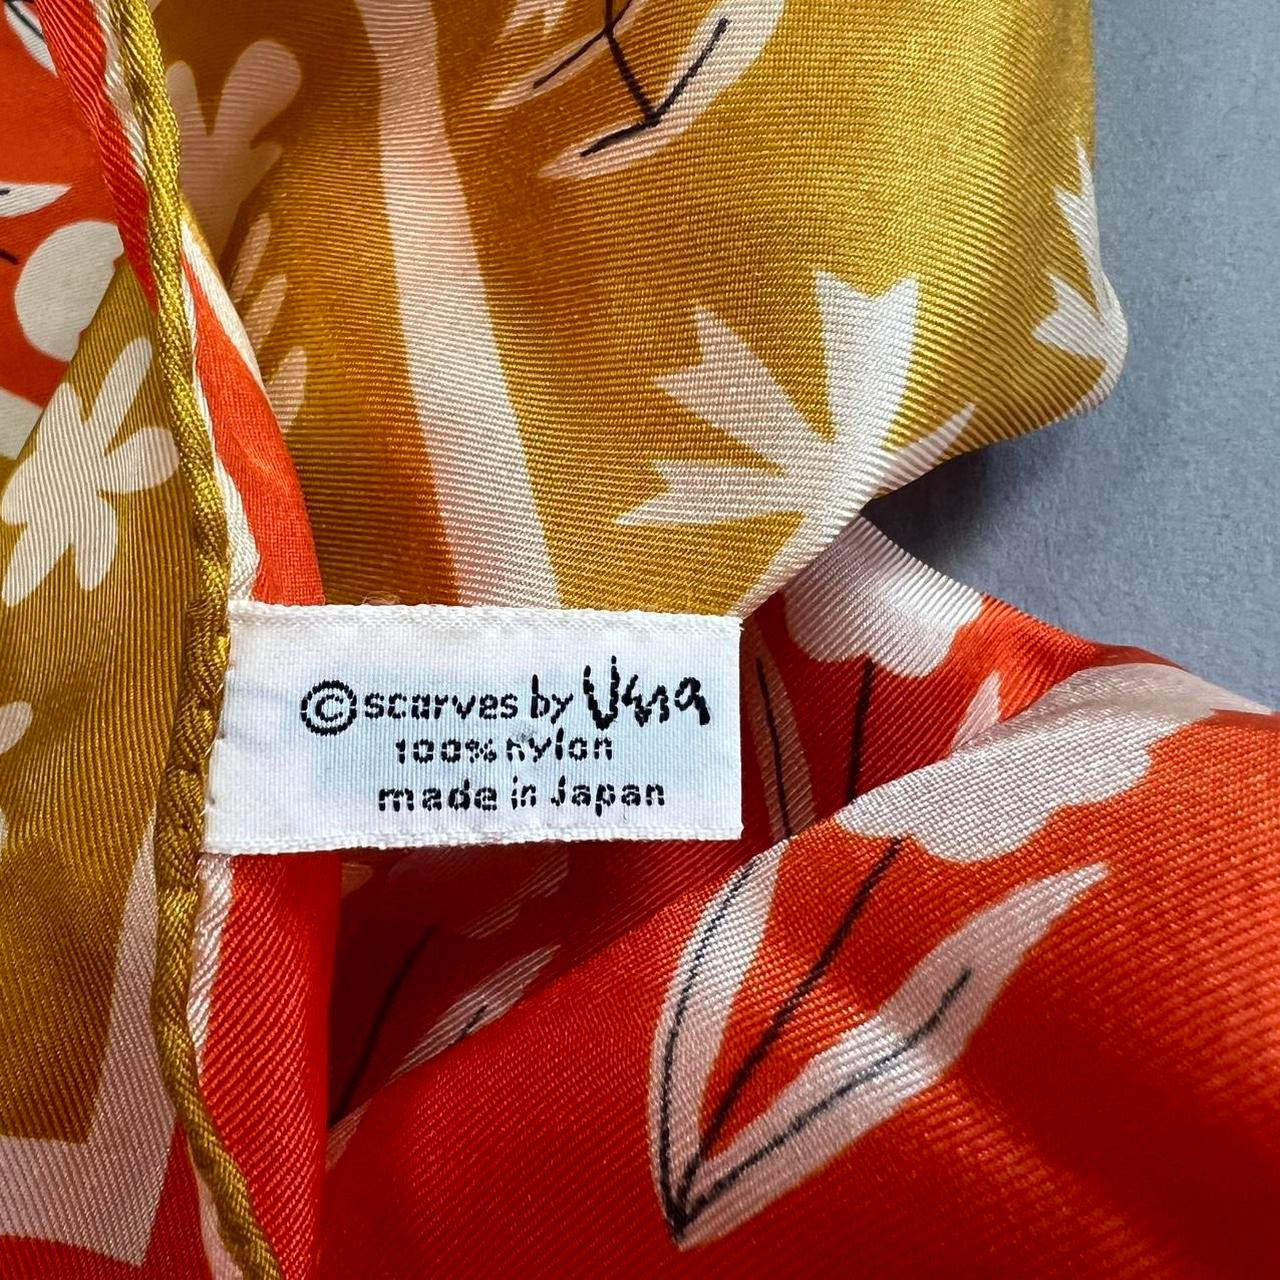 ©scarves by Vera
100% nylon
made in Japan